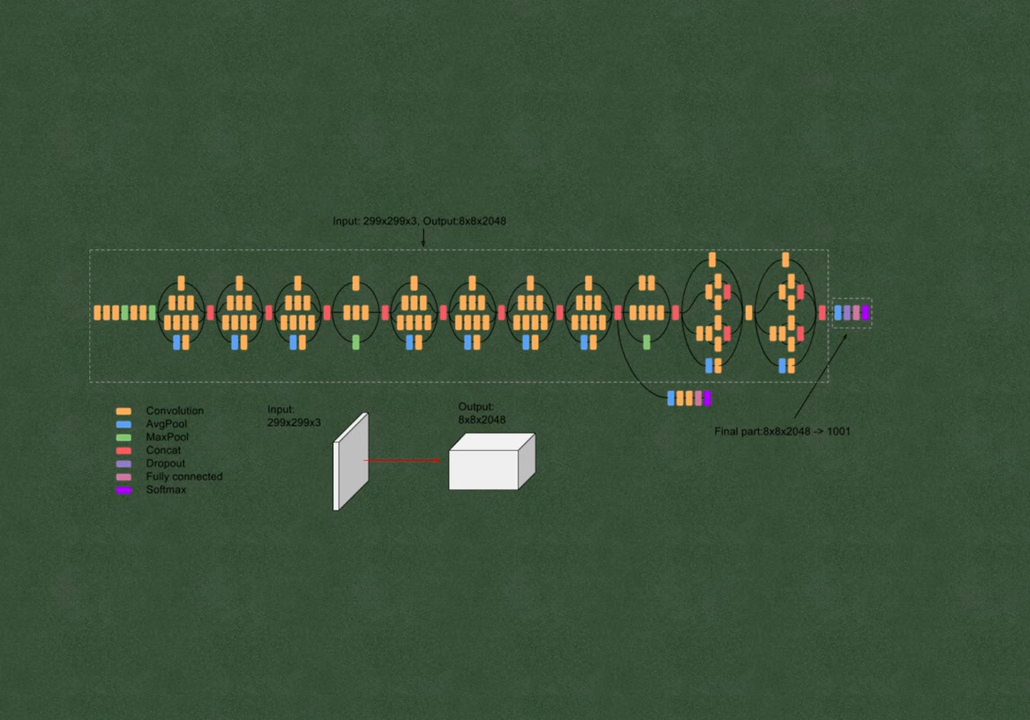 Input: 299x299x3, Output:8x8x2048
Convolution
AvgPool
MaxPool
Concat
Dropout
Fully connected
Softmax
Input:
299x299x3
Output:
8x8x2048
Final part:8x8x2048 -> 1001